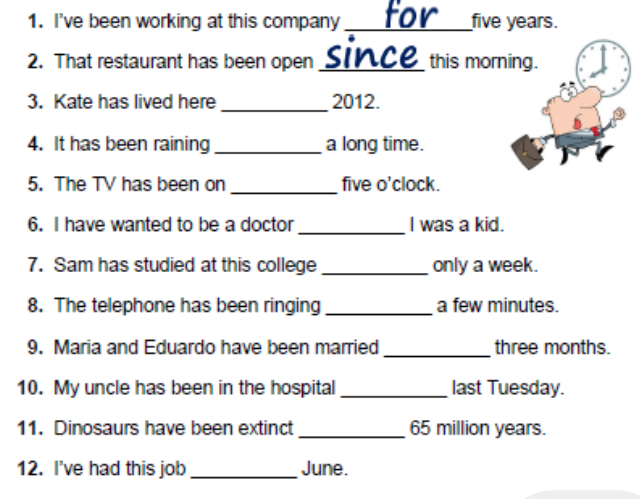 1. I've been working at this company ___for___ five years.
2. That restaurant has been open ___since___ this morning.
3. Kate has lived here __________ 2012.
4. It has been raining __________ a long time.
5. The TV has been on __________ five o'clock.
6. I have wanted to be a doctor __________ I was a kid.
7. Sam has studied at this college __________ only a week.
8. The telephone has been ringing __________ a few minutes.
9. Maria and Eduardo have been married __________ three months.
10. My uncle has been in the hospital __________ last Tuesday.
11. Dinosaurs have been extinct __________ 65 million years.
12. I've had this job __________ June.